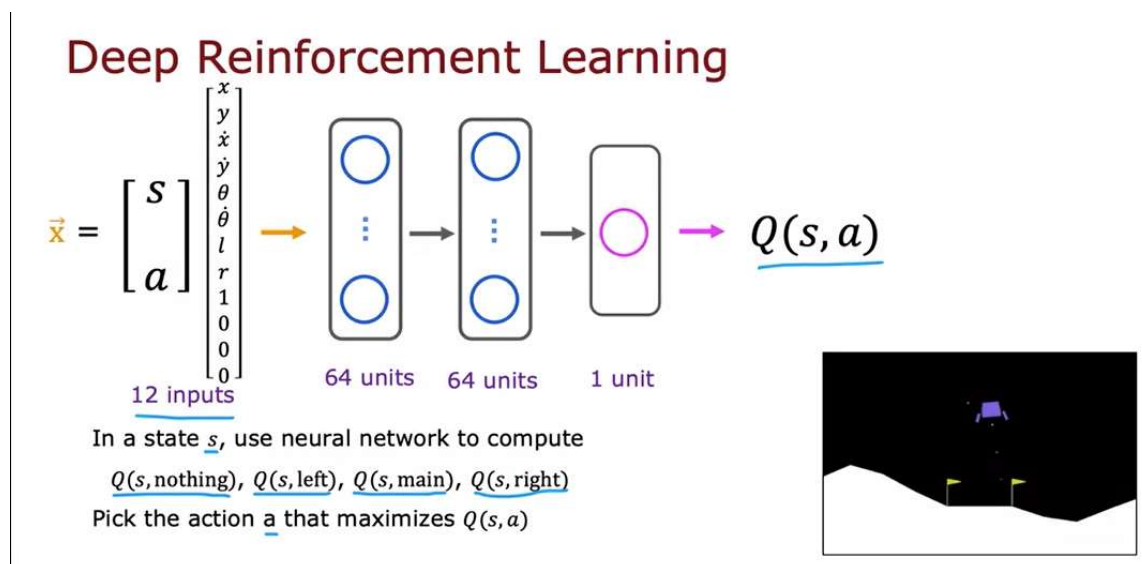 Deep Reinforcement Learning
x⃗ = [s a]
x
y
ẋ
ẏ
θ
θ̇
l
r
1
0
0
0
Q(s, a)
12 inputs
64 units 64 units 1 unit
In a state s, use neural network to compute
Q(s, nothing), Q(s, left), Q(s, main), Q(s, right)
Pick the action a that maximizes Q(s, a)